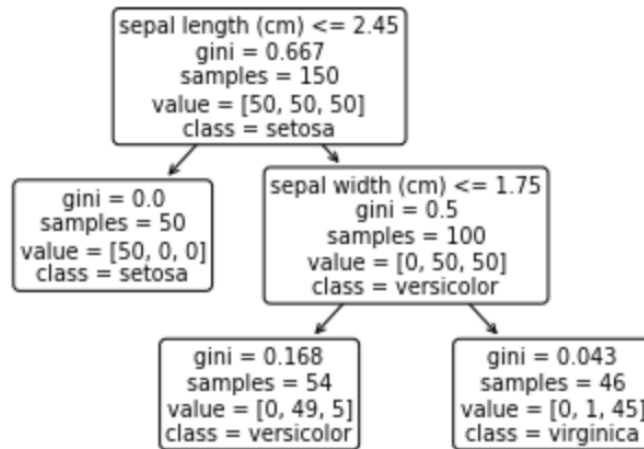 sepal length (cm) <= 2.45
gini = 0.667
samples = 150
value = [50, 50, 50]
class = setosa
gini = 0.0
samples = 50
value = [50, 0, 0]
class = setosa
sepal width (cm) <= 1.75
gini = 0.5
samples = 100
value = [0, 50, 50]
class = versicolor
gini = 0.168
samples = 54
value = [0, 49, 5]
class = versicolor
gini = 0.043
samples = 46
value = [0, 1, 45]
class = virginica